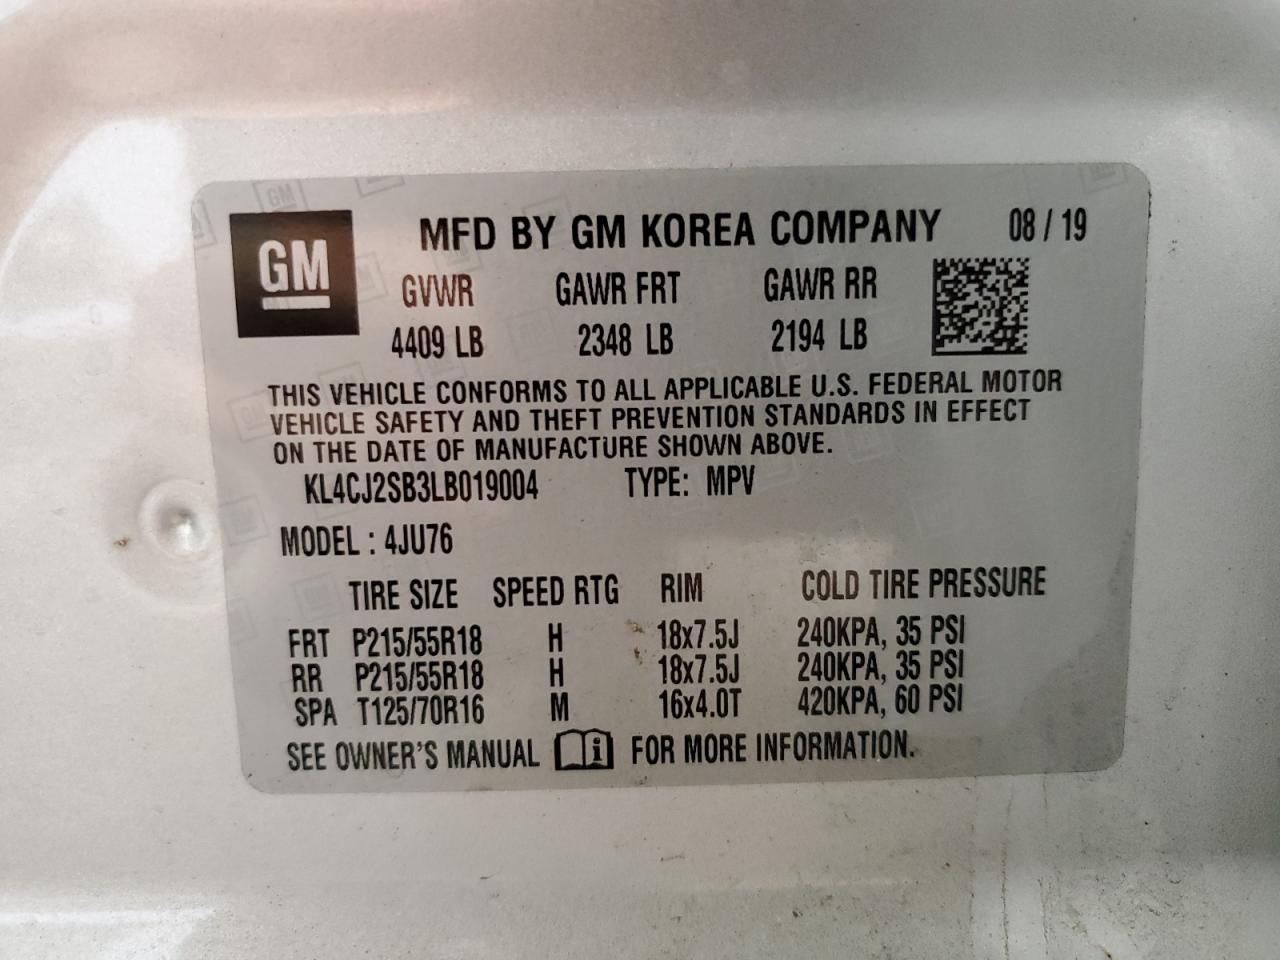 GM
MFD BY GM KOREA COMPANY 08 / 19
GVWR GAWR FRT GAWR RR
4409 LB 2348 LB 2194 LB
THIS VEHICLE CONFORMS TO ALL APPLICABLE U.S. FEDERAL MOTOR
VEHICLE SAFETY AND THEFT PREVENTION STANDARDS IN EFFECT
ON THE DATE OF MANUFACTURE SHOWN ABOVE.
KL4CJ2SB3LB019004 TYPE: MPV
MODEL : 4JU76
TIRE SIZE SPEED RTG RIM COLD TIRE PRESSURE
FRT P215/55R18 H 18x7.5J 240KPA, 35 PSI
RR P215/55R18 H 18x7.5J 240KPA, 35 PSI
SPA T125/70R16 M 16x4.0T 420KPA, 60 PSI
SEE OWNER'S MANUAL i FOR MORE INFORMATION.